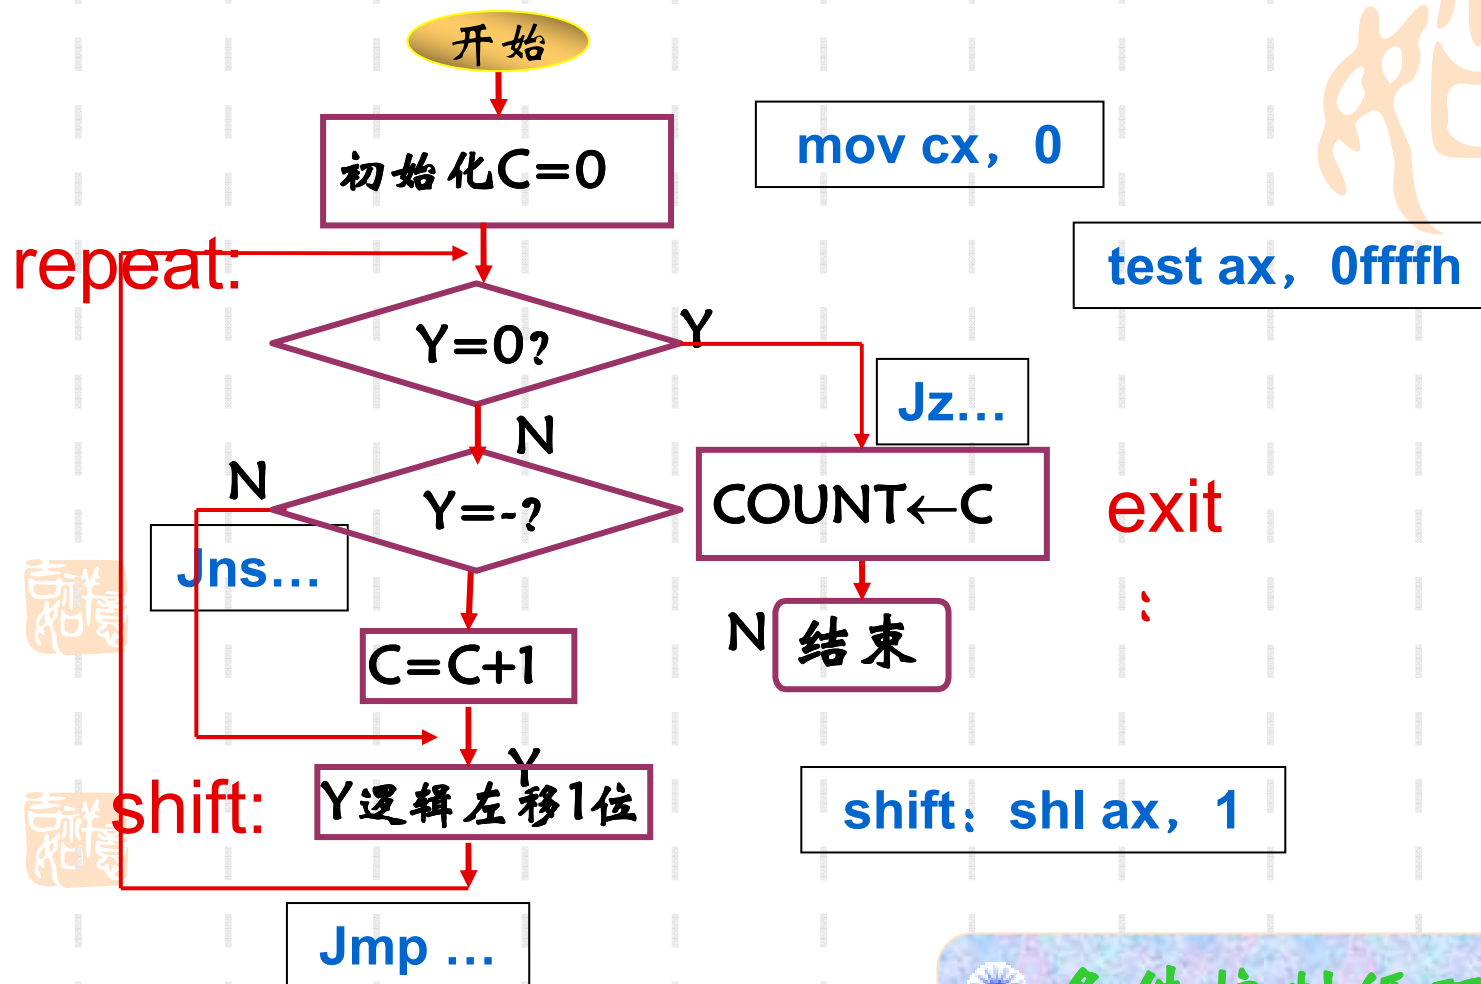 开始
初始化C=0
mov cx，0
repeat:
test ax，0ffffh
Y=0?
Y
Jz…
N
N
Y=-?
COUNT←C
exit
：
Jns…
C=C+1
N
结束
Y
shift:
Y逻辑左移1位
shift：shl ax，1
Jmp …